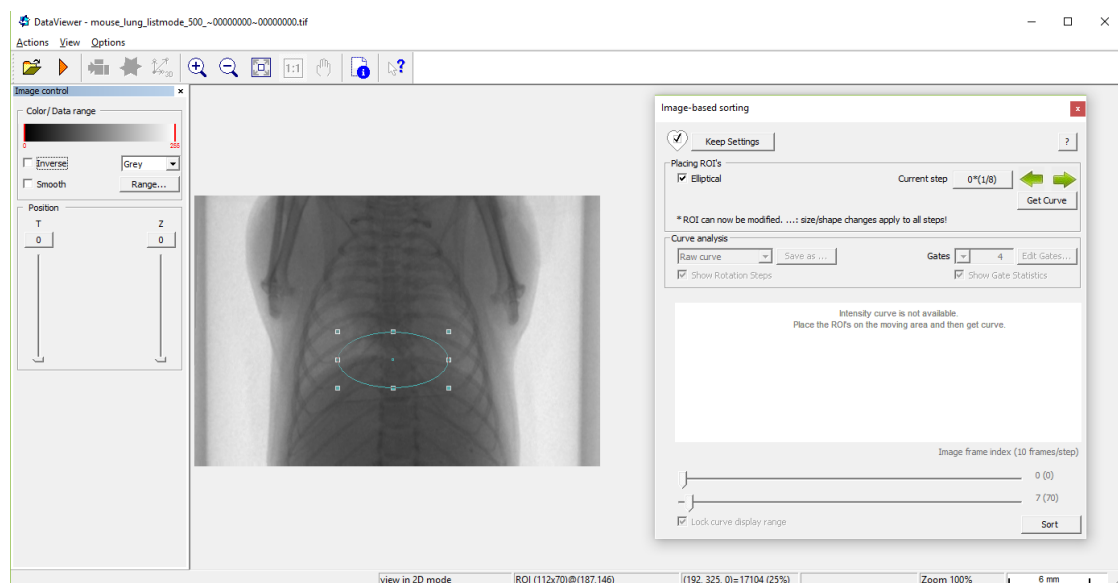 DataViewer - mouse_lung_listmode_500_~00000000~00000000.tif
Actions View Options
1:1
?
Image control
x
Color/Data range
0
255
Inverse
Grey
Smooth
Range...
Position
T
Z
0
0
Image-based sorting
x
Keep Settings
?
Placing ROI's
Elliptical
Current step
0*(1/8)
Get Curve
* ROI can now be modified. ...: size/shape changes apply to all steps!
Curve analysis
Raw curve
Save as ...
Gates
4
Edit Gates...
Show Rotation Steps
Show Gate Statistics
Intensity curve is not available.
Place the ROI's on the moving area and then get curve.
Image frame index (10 frames/step)
0 (0)
7 (70)
Lock curve display range
Sort
view in 2D mode
ROI (112x70)@(187,146)
(192, 325, 0)=17104 (25%)
Zoom 100%
6 mm